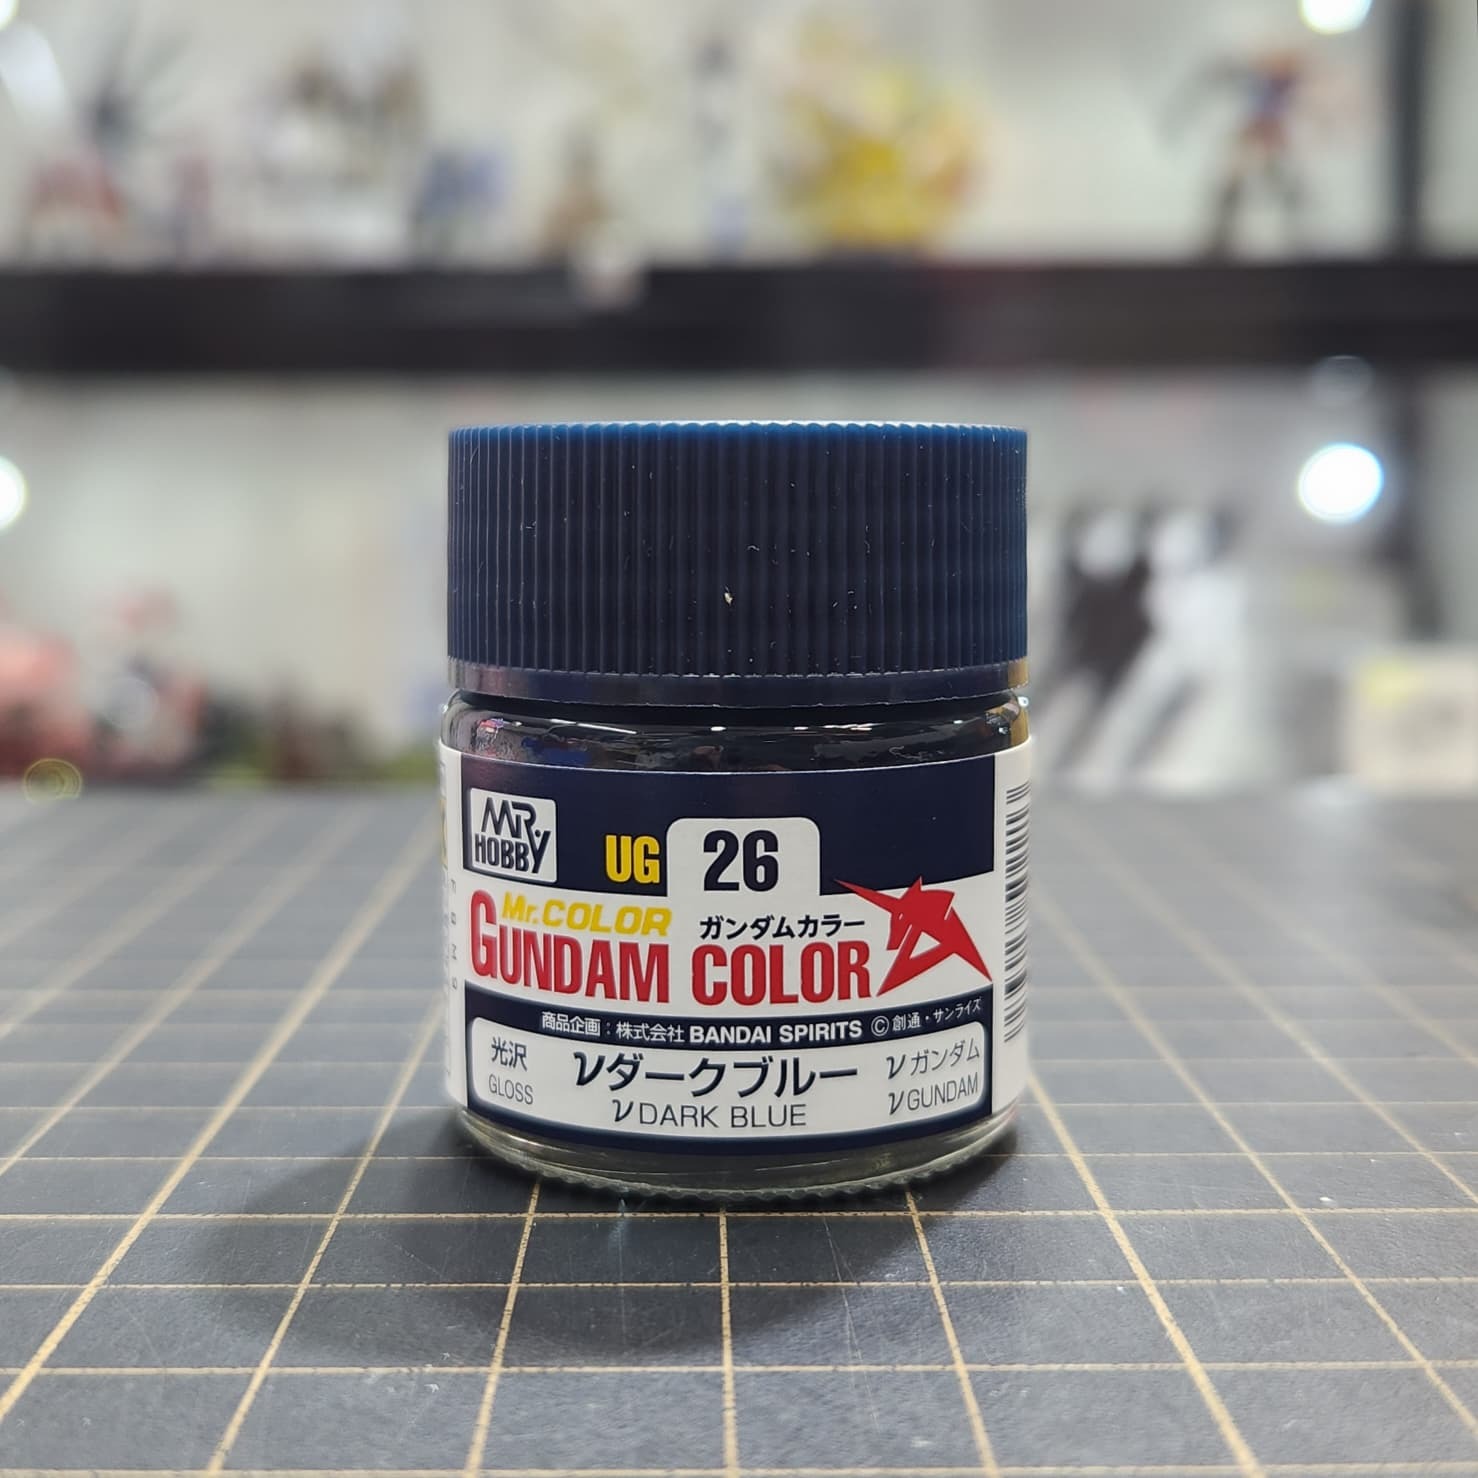 MR.
HOBBY
UG 26
Mr.COLOR
ガンダムカラー
GUNDAM COLOR
商品企画：株式会社 BANDAI SPIRITS ©創通・サンライズ
光沢
GLOSS
νダークブルー
ν DARK BLUE
νガンダム
ν GUNDAM